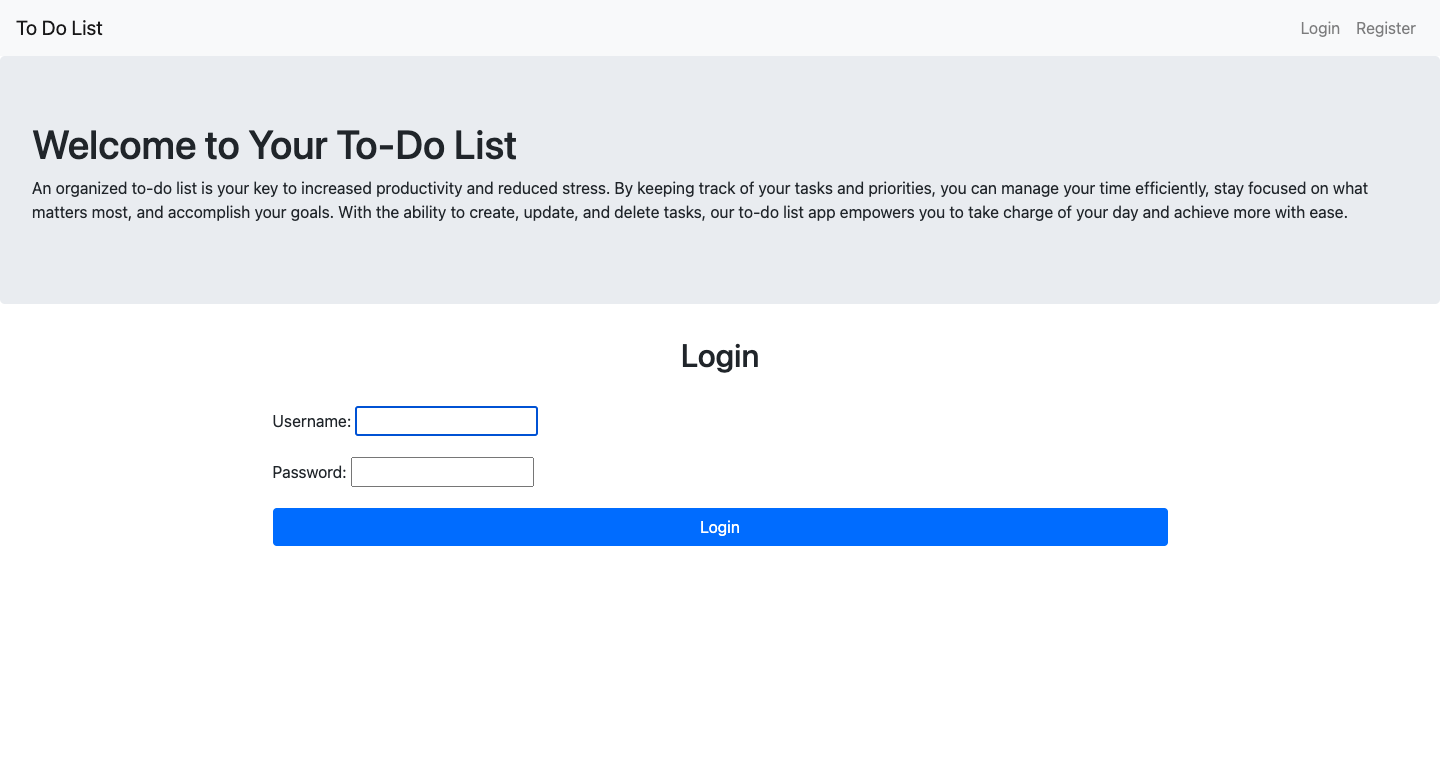 To Do List
Login
Register
Welcome to Your To-Do List
An organized to-do list is your key to increased productivity and reduced stress. By keeping track of your tasks and priorities, you can manage your time efficiently, stay focused on what
matters most, and accomplish your goals. With the ability to create, update, and delete tasks, our to-do list app empowers you to take charge of your day and achieve more with ease.
Login
Username:
Password:
Login